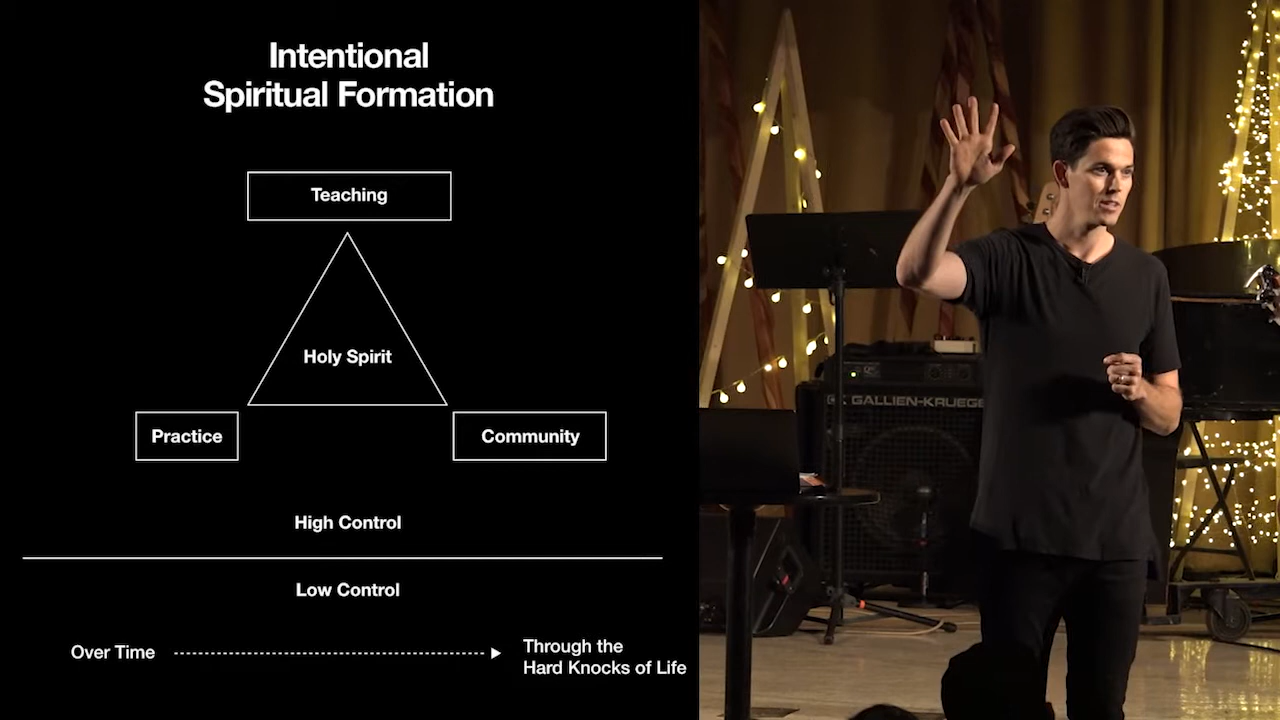 Intentional
Spiritual Formation
Teaching
Holy Spirit
Practice
Community
High Control
Low Control
Over Time
Through the
Hard Knocks of Life
GALLIEN-KRUEGE